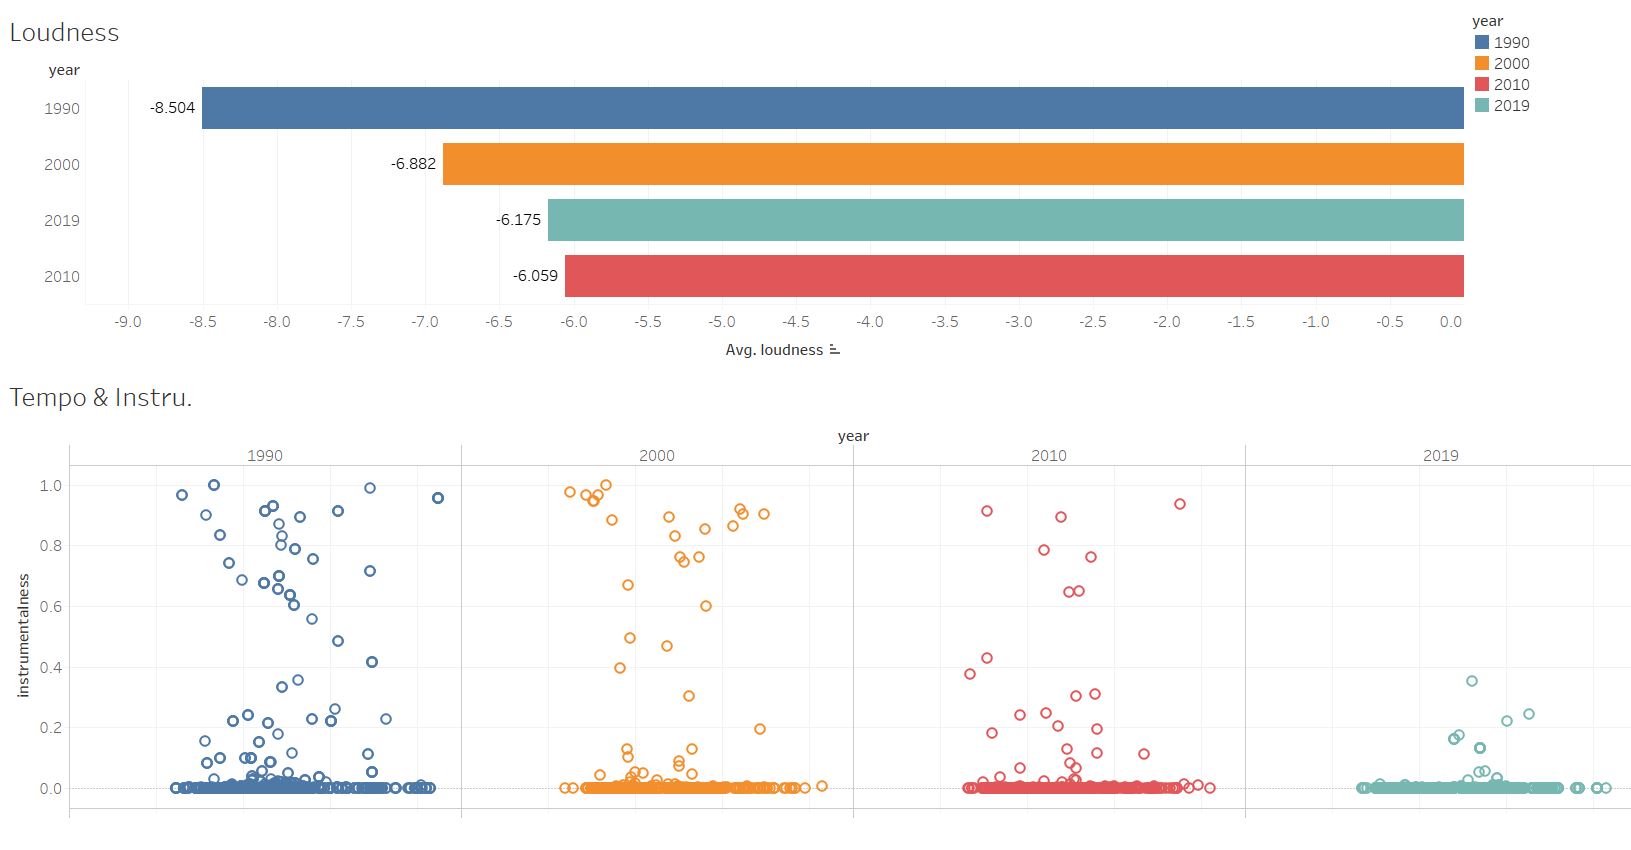 Loudness
year
1990
2000
2010
2019
year
1990 -8.504
2000 -6.882
2019 -6.175
2010 -6.059
-9.0 -8.5 -8.0 -7.5 -7.0 -6.5 -6.0 -5.5 -5.0 -4.5 -4.0 -3.5 -3.0 -2.5 -2.0 -1.5 -1.0 -0.5 0.0
Avg. loudness
Tempo & Instru.
year
1990 2000 2010 2019
instrumentalness
1.0
0.8
0.6
0.4
0.2
0.0